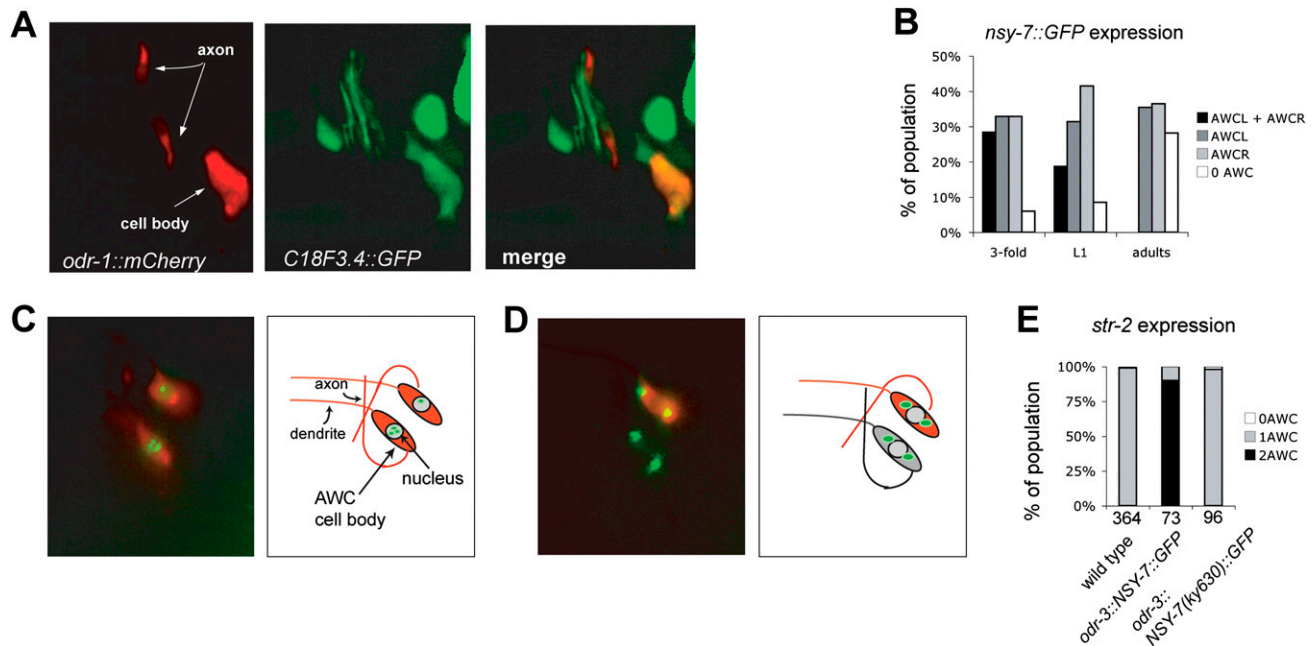 A
axon
cell body
odr-1::mCherry
C18F3.4::GFP
merge
B
nsy-7::GFP expression
% of population
50%
40%
30%
20%
10%
0%
3-fold
L1
adults
AWCL + AWCR
AWCL
AWCR
0 AWC
C
axon
dendrite
nucleus
AWC
cell body
D
E
str-2 expression
% of population
100%
75%
50%
25%
0%
364
73
96
wild type
odr-3::NSY-7::GFP
odr-3::
NSY-7(ky630)::GFP
0AWC
1AWC
2AWC